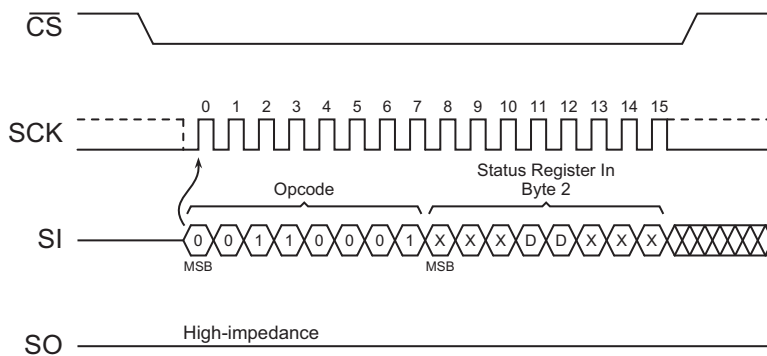 CS
0 1 2 3 4 5 6 7 8 9 10 11 12 13 14 15
SCK
Status Register In
Opcode Byte 2
SI 0 0 1 1 0 0 0 1 X X X D D X X X
MSB MSB
High-impedance
SO